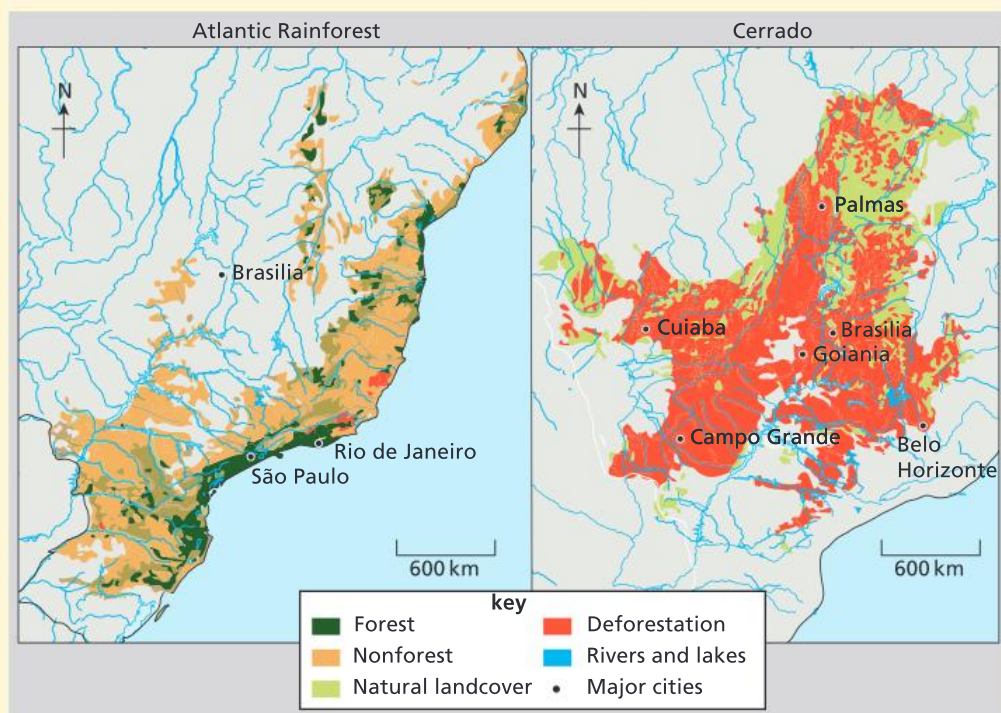 Atlantic Rainforest
Cerrado
N
Brasilia
Rio de Janeiro
São Paulo
600 km
N
Palmas
Cuiaba
Brasilia
Goiania
Campo Grande
Belo
Horizonte
600 km
key
Forest
Deforestation
Nonforest
Rivers and lakes
Natural landcover
Major cities